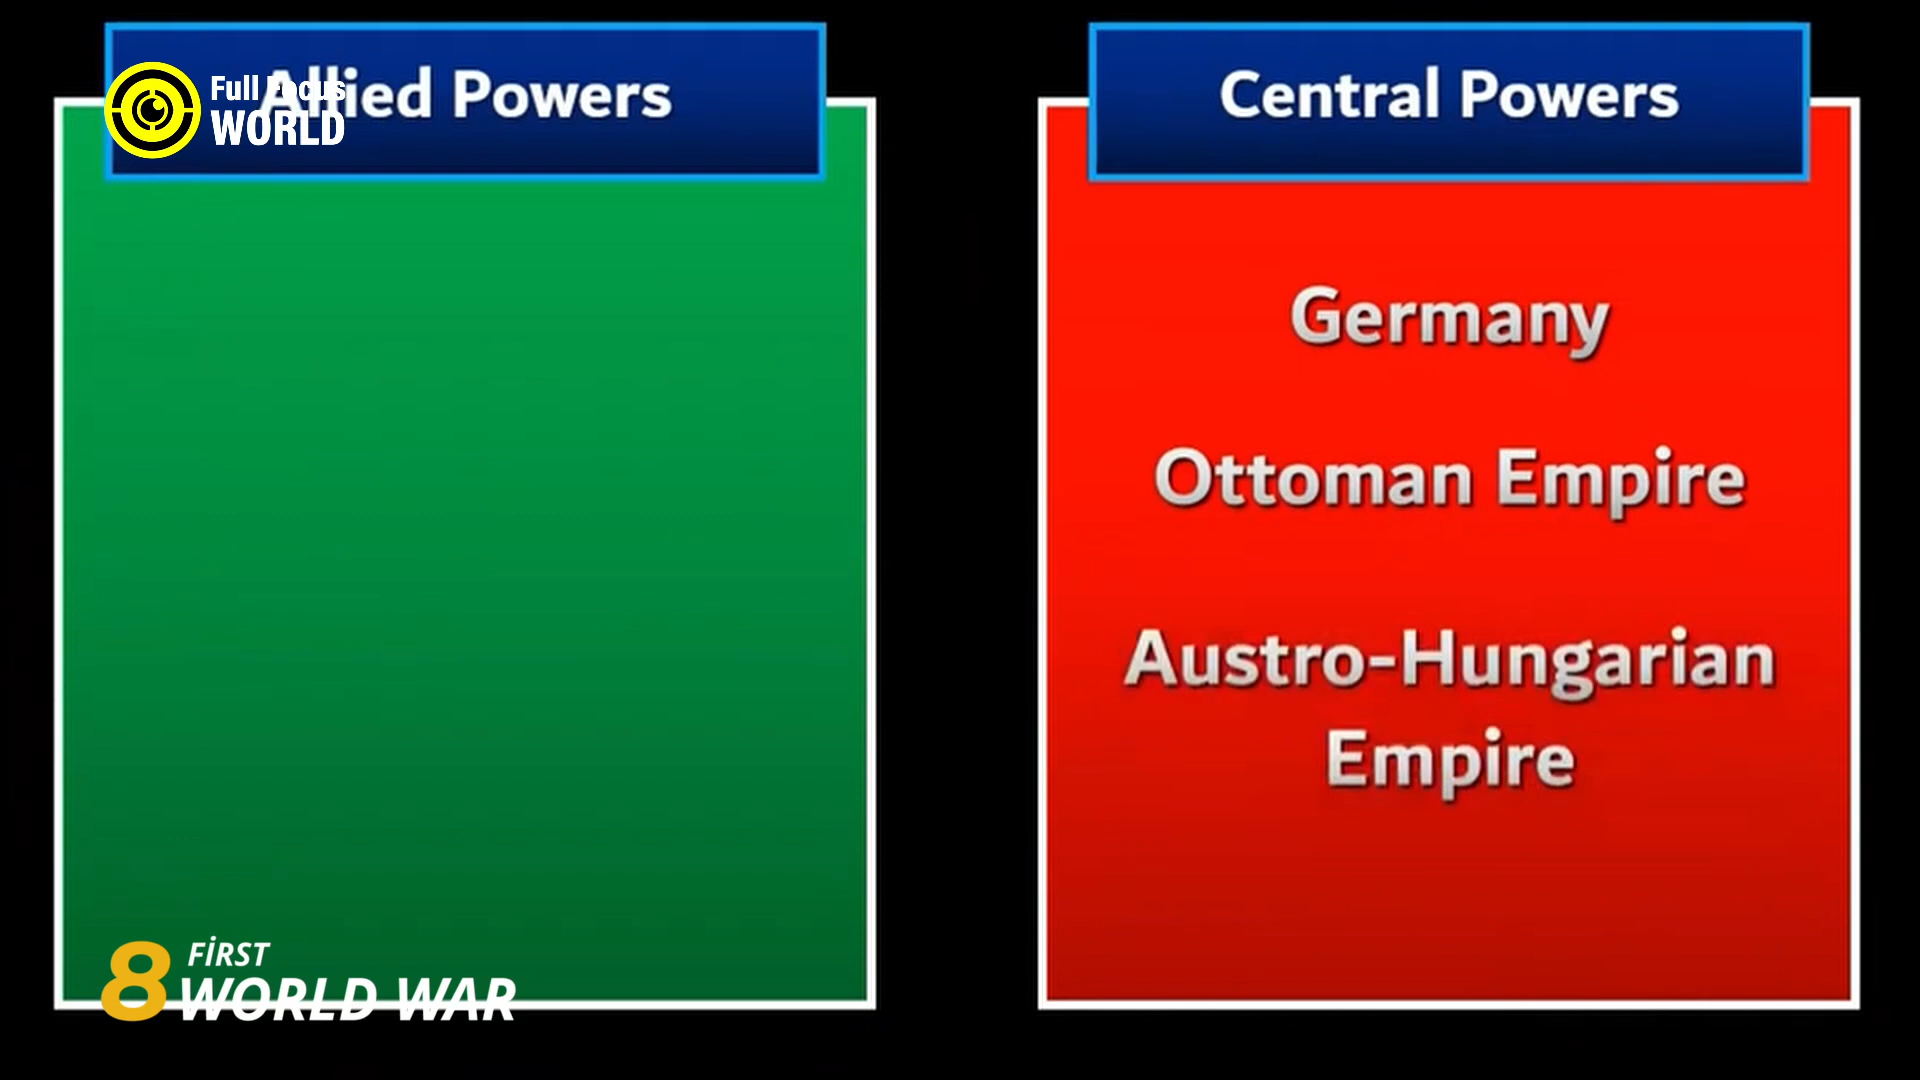 Full Focus
WORLD
Allied Powers
Central Powers
Germany
Ottoman Empire
Austro-Hungarian
Empire
8 FİRST
WORLD WAR